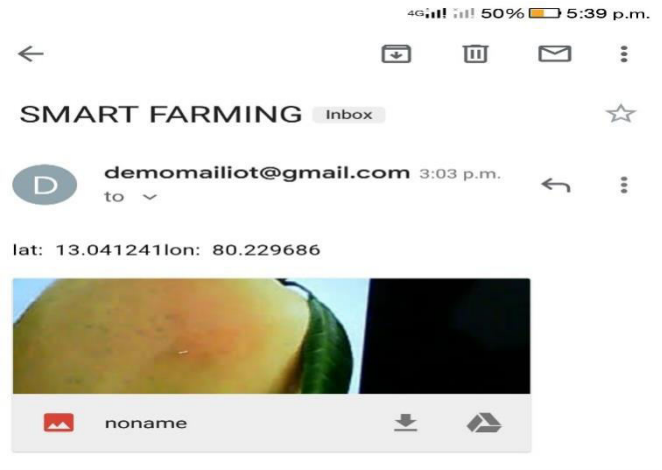 4G 50% 5:39 p.m.
SMART FARMING Inbox
D
demomailiot@gmail.com 3:03 p.m.
to
lat: 13.041241lon: 80.229686
noname